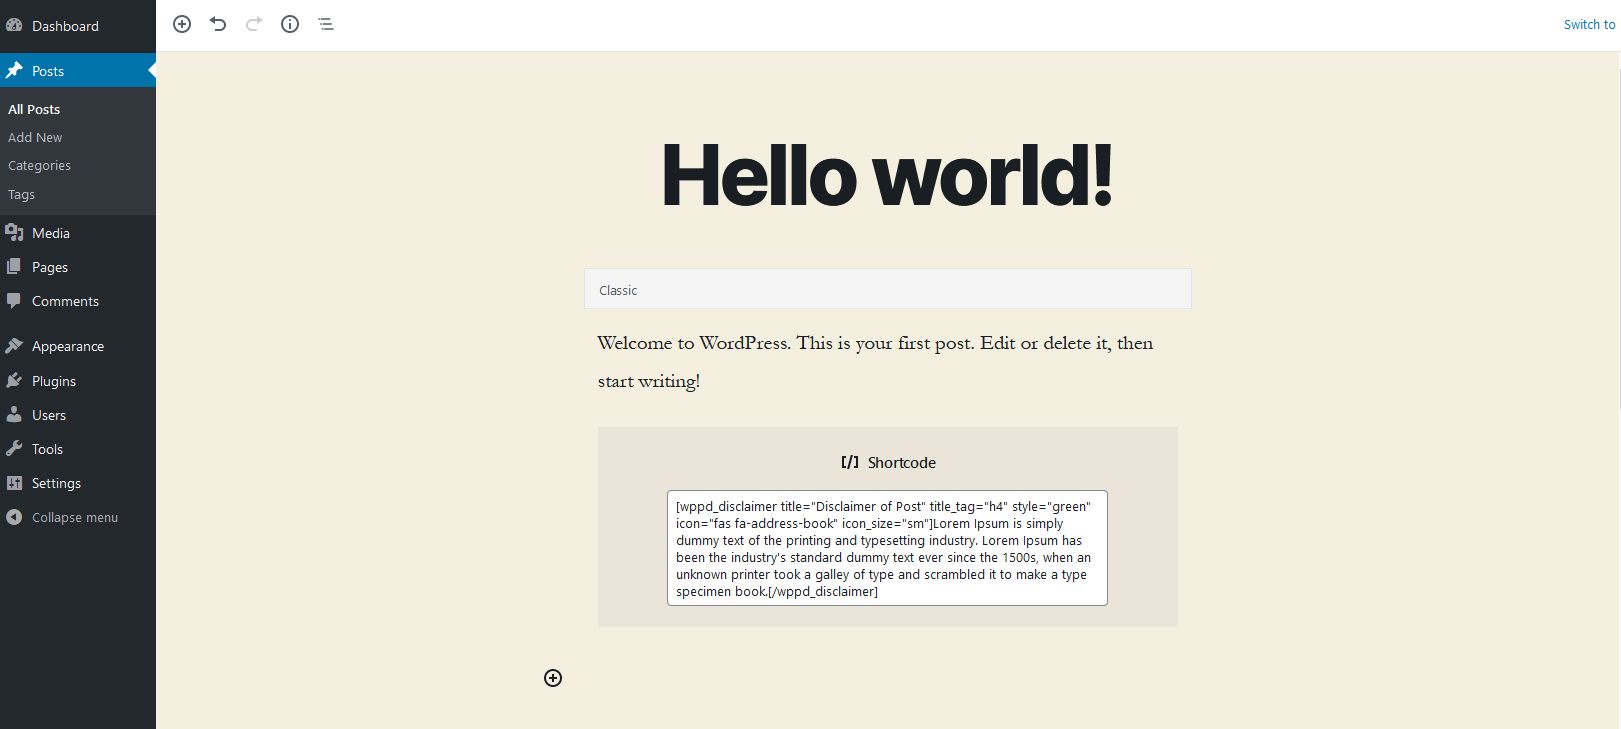 Dashboard
Posts
All Posts
Add New
Categories
Tags
Media
Pages
Comments
Appearance
Plugins
Users
Tools
Settings
Collapse menu
Switch to
Hello world!
Classic
Welcome to WordPress. This is your first post. Edit or delete it, then
start writing!
[/] Shortcode
[wppd_disclaimer title="Disclaimer of Post" title_tag="h4" style="green"
icon="fas fa-address-book" icon_size="sm"]Lorem Ipsum is simply
dummy text of the printing and typesetting industry. Lorem Ipsum has
been the industry's standard dummy text ever since the 1500s, when an
unknown printer took a galley of type and scrambled it to make a type
specimen book.[/wppd_disclaimer]